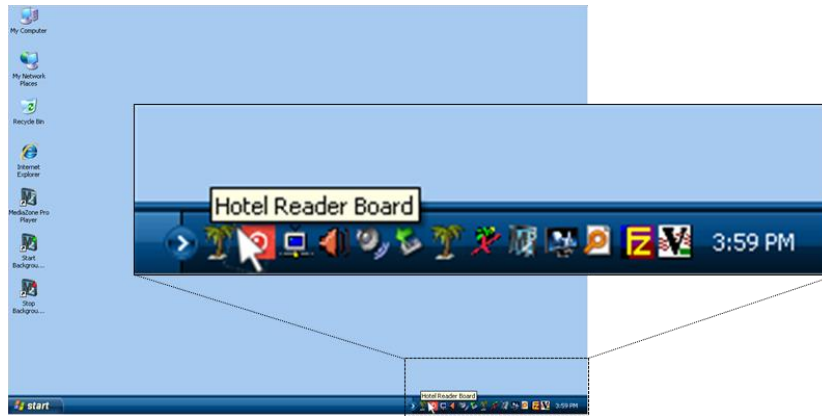 My Computer
My Network
Places
Recycle Bin
Internet
Explorer
MediaZone Pro
Player
Start
Backgrou...
Stop
Backgrou...
Hotel Reader Board
3:59 PM
start
Hotel Reader Board
3:59 PM